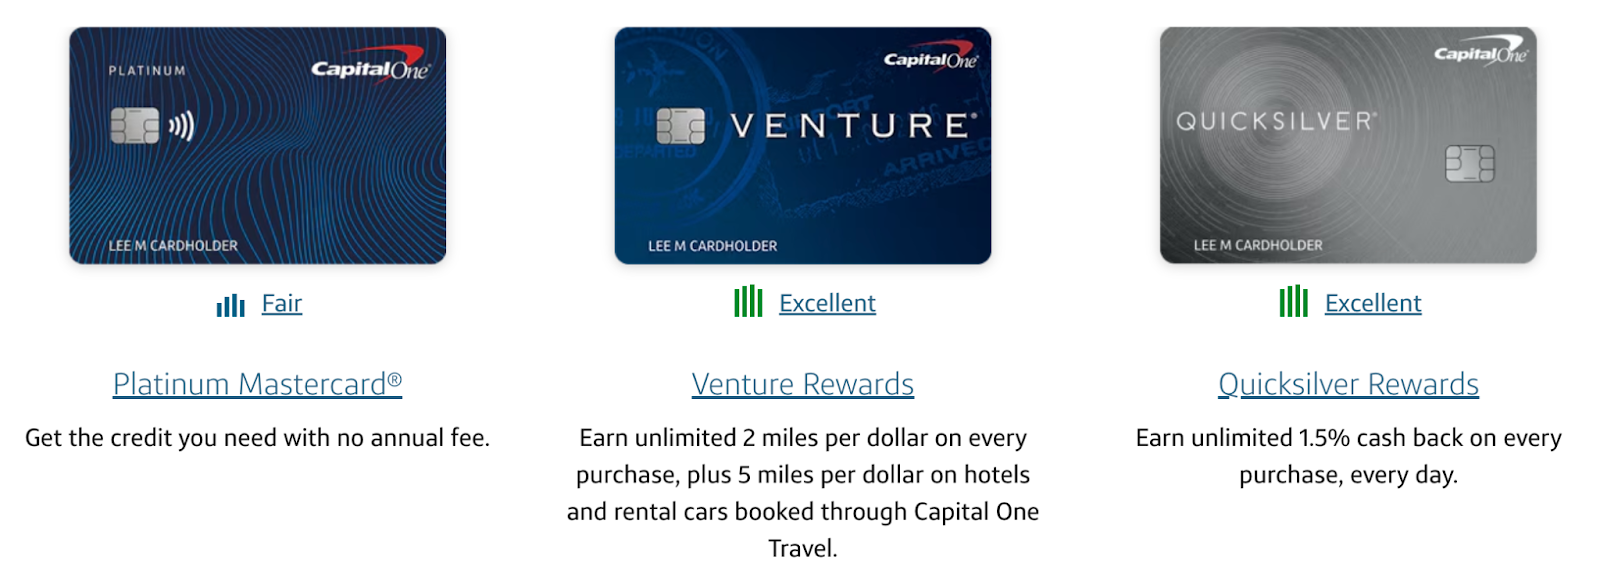 PLATINUM
CapitalOne®
LEE M CARDHOLDER
CapitalOne®
VENTURE®
DEPARTED
ARRIVED
LEE M CARDHOLDER
CapitalOne®
QUICKSILVER®
LEE M CARDHOLDER
Fair
Excellent
Excellent
Platinum Mastercard®
Venture Rewards
Quicksilver Rewards
Get the credit you need with no annual fee.
Earn unlimited 2 miles per dollar on every
purchase, plus 5 miles per dollar on hotels
and rental cars booked through Capital One
Travel.
Earn unlimited 1.5% cash back on every
purchase, every day.